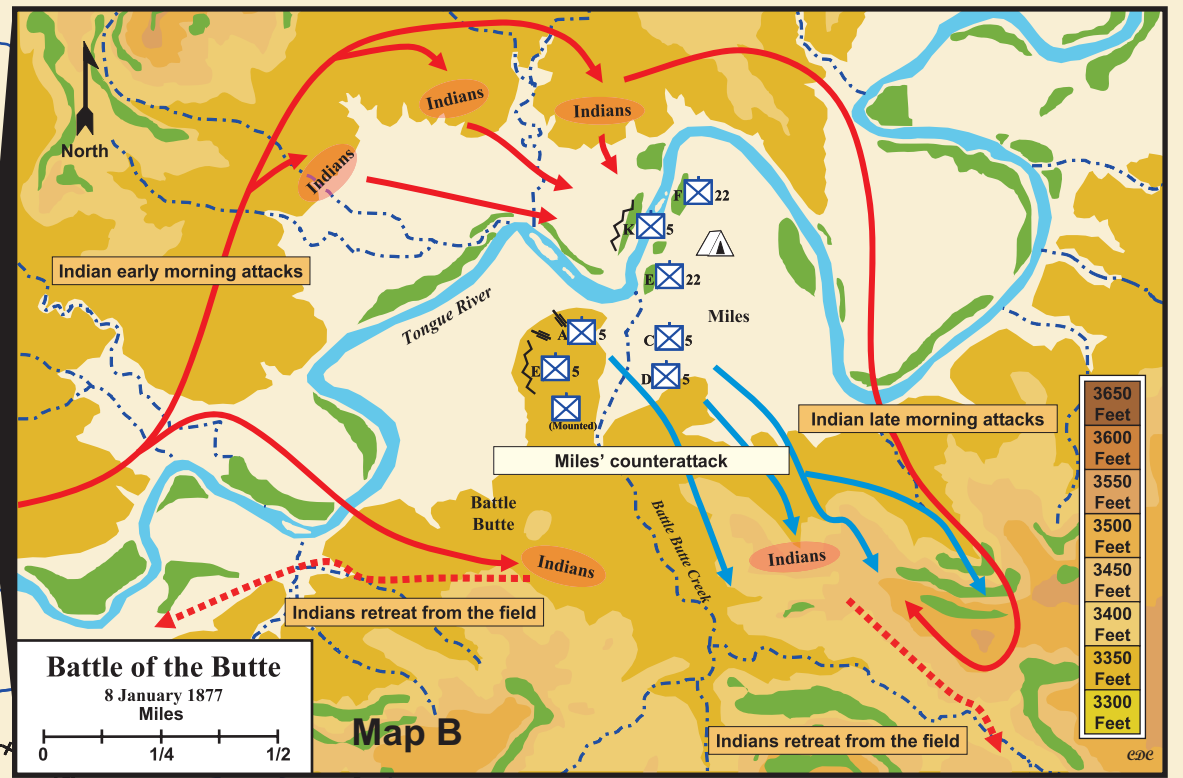 Indians
Indians
North
Indians
F 22
K 5
Indian early morning attacks
E 22
Tongue River
Miles
A 5
C 5
E 5
D 5
(Mounted)
Indian late morning attacks
Miles' counterattack
Battle
Butte
Battle Butte Creek
Indians
Indians
Indians retreat from the field
3650
Feet
3600
Feet
3550
Feet
3500
Feet
3450
Feet
3400
Feet
3350
Feet
3300
Feet
Battle of the Butte
8 January 1877
Miles
0 1/4 1/2
Map B
Indians retreat from the field
CDC